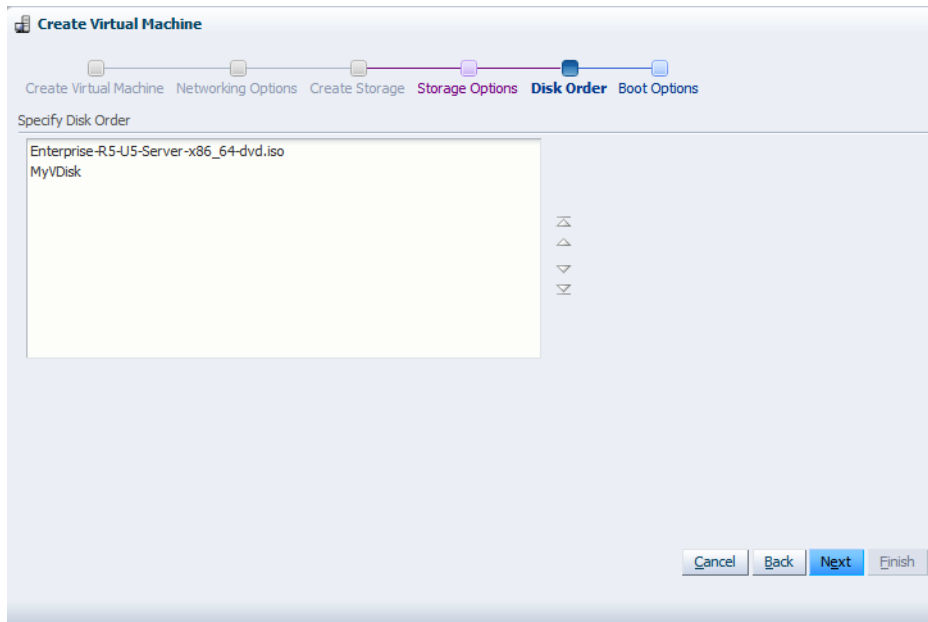 Create Virtual Machine
Create Virtual Machine Networking Options Create Storage Storage Options Disk Order Boot Options
Specify Disk Order
Enterprise-R5-U5-Server-x86_64-dvd.iso
MyVDisk
Cancel Back Next Finish